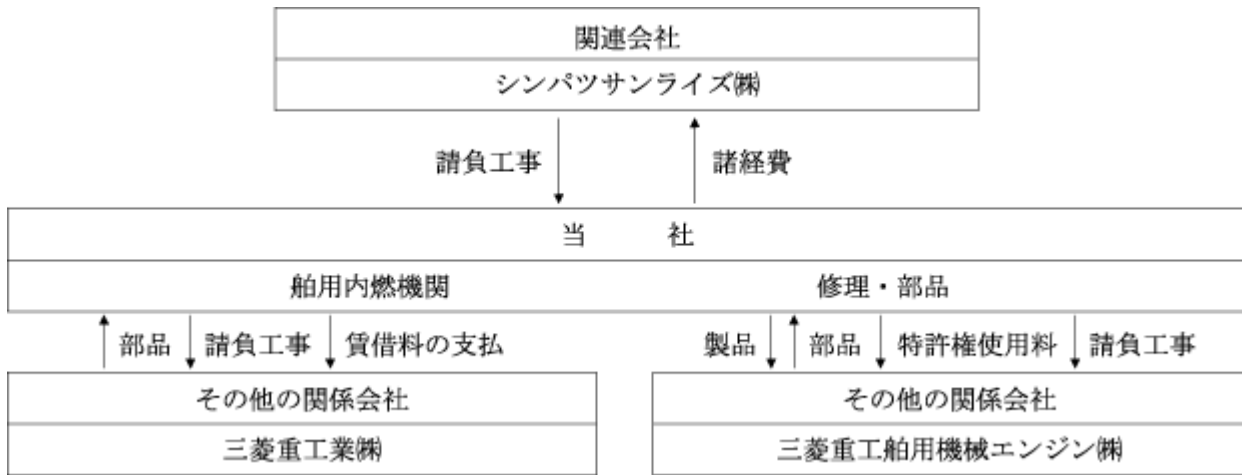 関連会社
シンパツサンライズ㈱
請負工事 諸経費
当 社
舶用内燃機関 修理・部品
部品 請負工事 賃借料の支払 製品 部品 特許権使用料 請負工事
その他の関係会社 その他の関係会社
三菱重工業㈱ 三菱重工舶用機械エンジン㈱